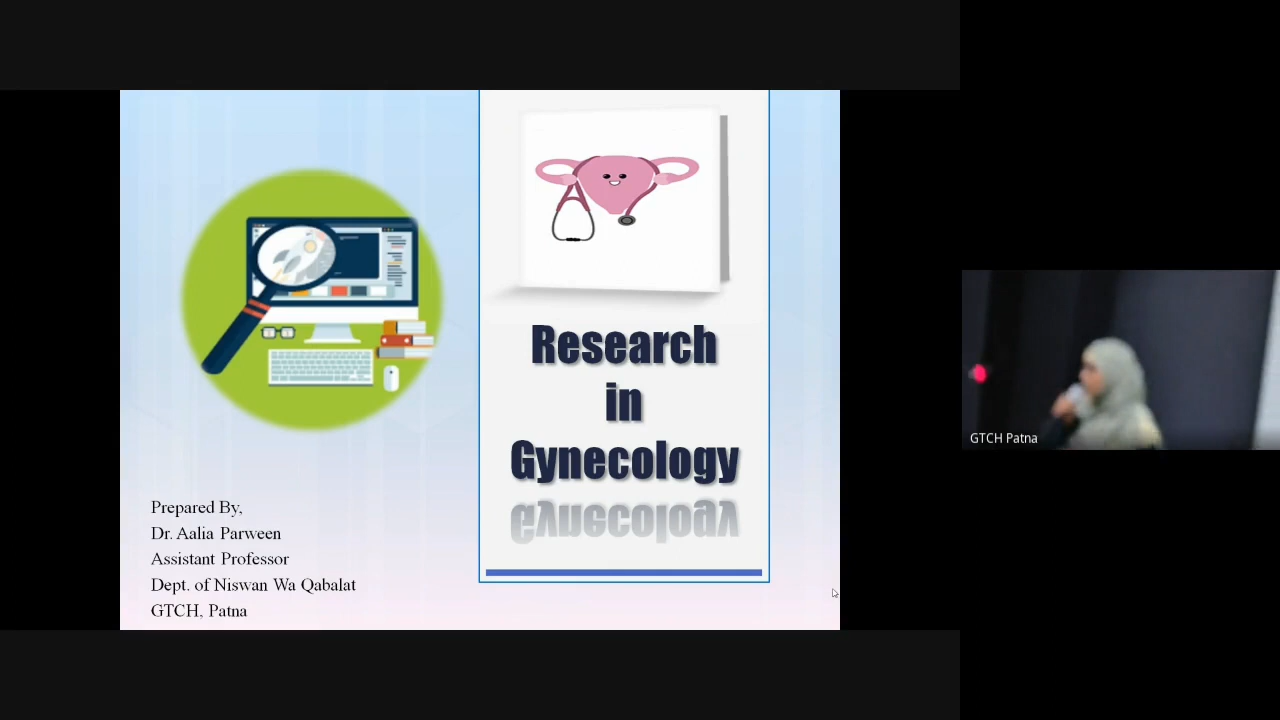 Research
in
Gynecology
Prepared By,
Dr. Aalia Parween
Assistant Professor
Dept. of Niswan Wa Qabalat
GTCH, Patna
GTCH Patna